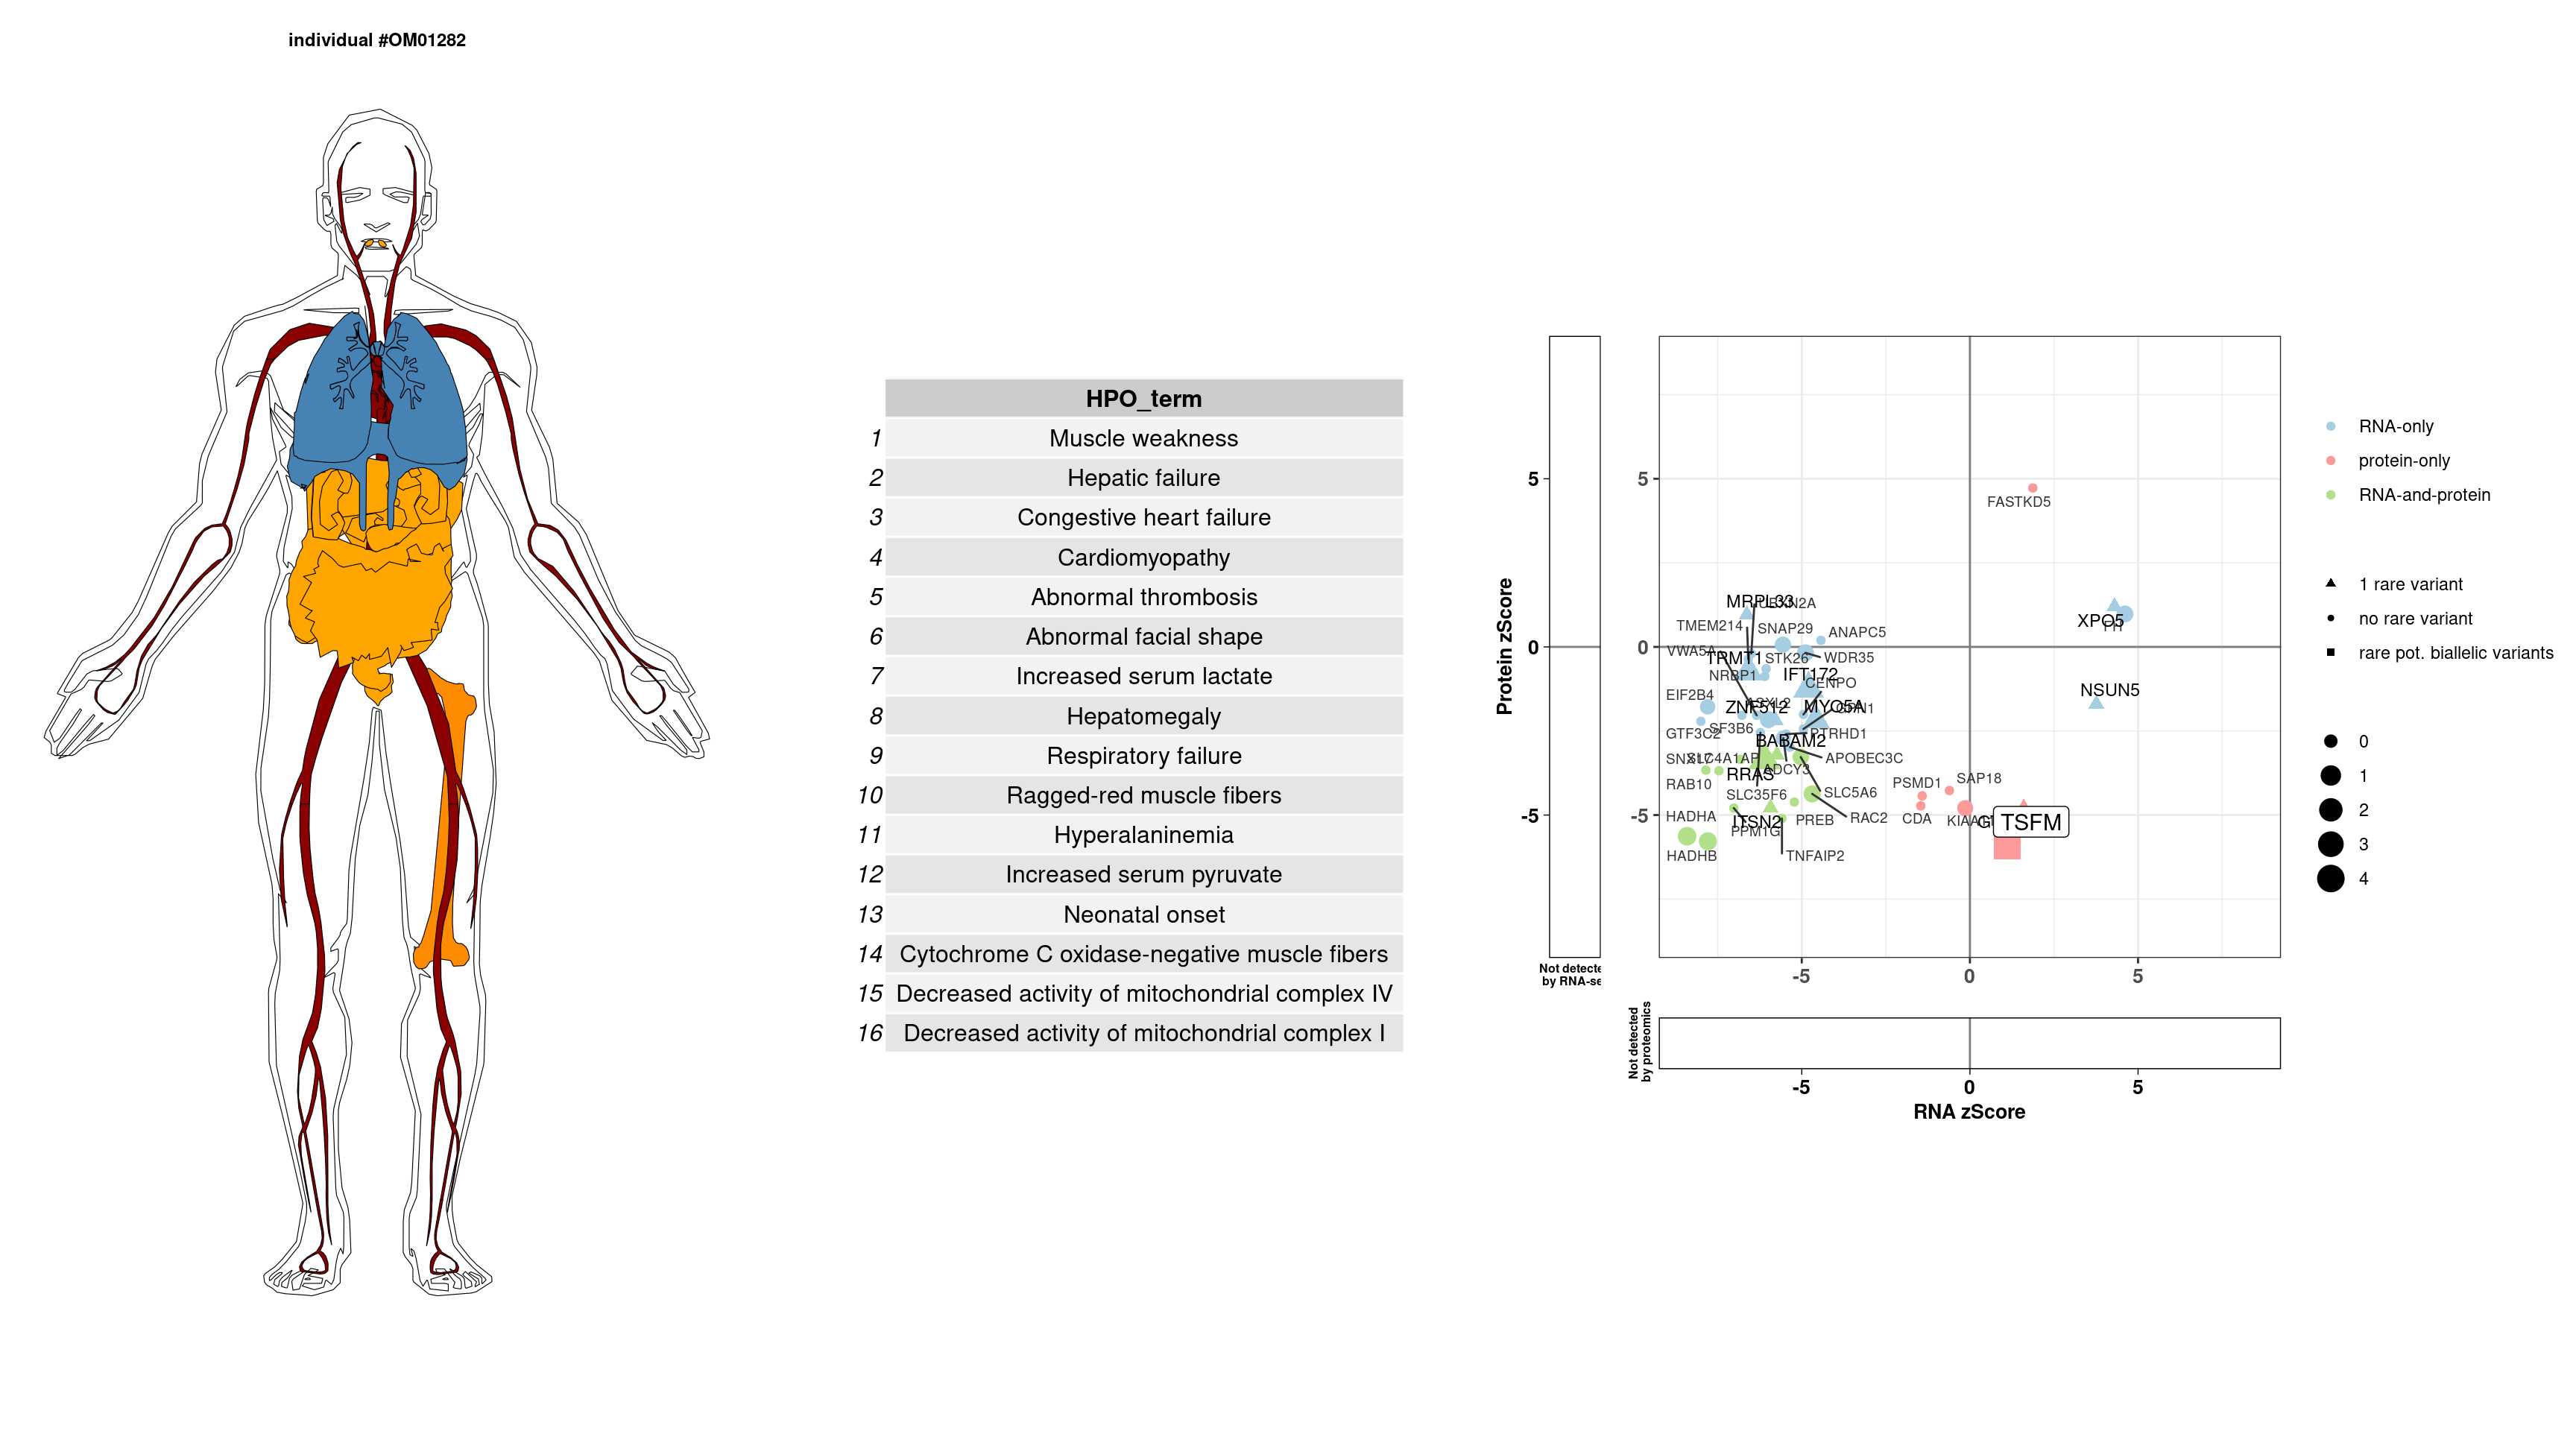 individual #OM01282
HPO_term
1 Muscle weakness
2 Hepatic failure
3 Congestive heart failure
4 Cardiomyopathy
5 Abnormal thrombosis
6 Abnormal facial shape
7 Increased serum lactate
8 Hepatomegaly
9 Respiratory failure
10 Ragged-red muscle fibers
11 Hyperalaninemia
12 Increased serum pyruvate
13 Neonatal onset
14 Cytochrome C oxidase-negative muscle fibers
15 Decreased activity of mitochondrial complex IV
16 Decreased activity of mitochondrial complex I
Protein zScore
5
0
-5
Not detecte
by RNA-se
5
0
-5
FASTKD5
MRPL33
TMEM214
SNAP29
ANAPC5
VWA5A
TRMT1
STK26
WDR35
NRBP1
IFT172
CENPO
EIF2B4
ZNF512
MYO5A
SF3B6
GTF3C2
PTRHD1
BABAM2
SNX17
SLC4A1AP
ADCY3
APOBEC3C
RRAS
RAB10
SLC35F6
SLC5A6
HADHA
ITSN2
PPM1G
PREB
RAC2
HADHB
TNFAIP2
XPO5
NSUN5
PSMD1
SAP18
CDA
TSFM
-5
0
5
Not detected
by proteomics
-5
0
5
RNA zScore
RNA-only
protein-only
RNA-and-protein
1 rare variant
no rare variant
rare pot. biallelic variants
0
1
2
3
4